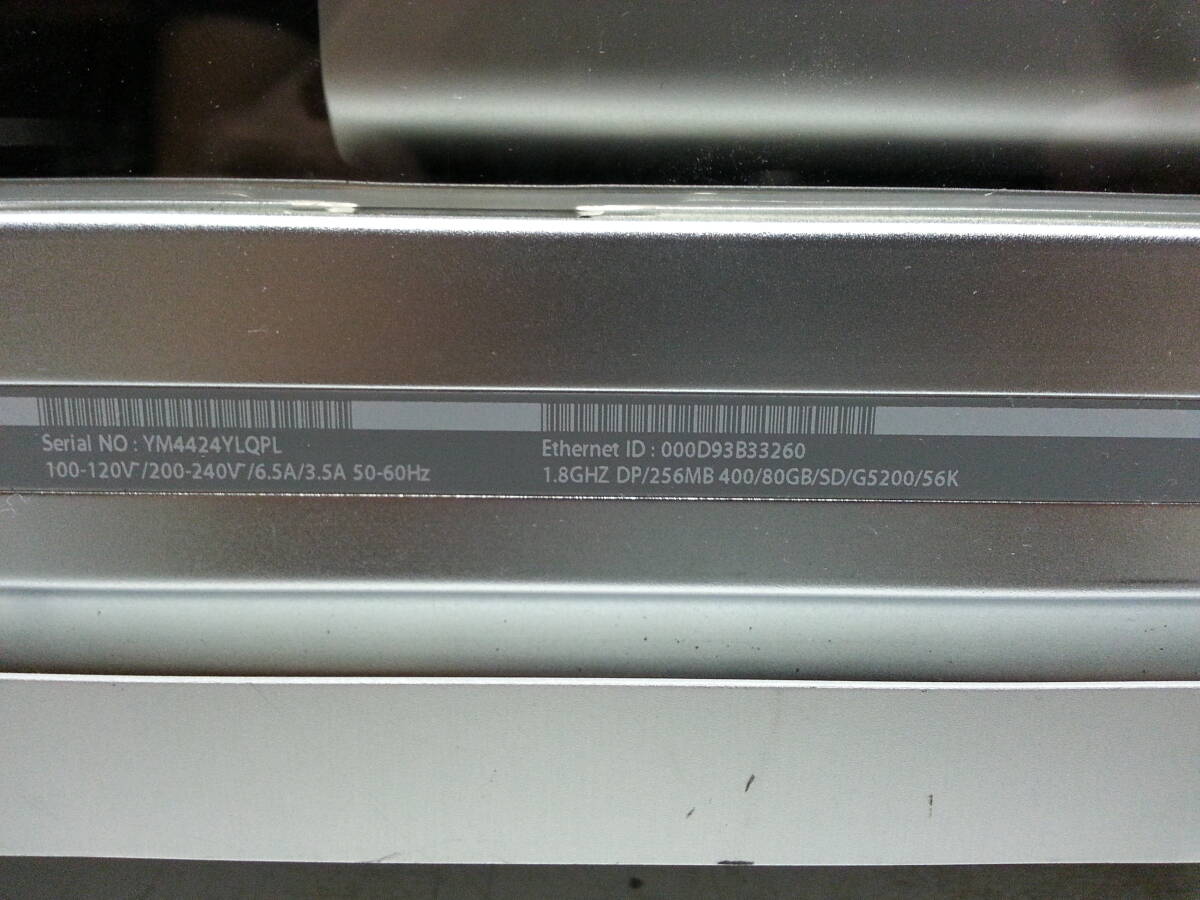 Serial NO : YM4424YLQPL
100-120V~/200-240V~/6.5A/3.5A 50-60Hz
Ethernet ID : 000D93B33260
1.8GHZ DP/256MB 400/80GB/SD/G5200/56K